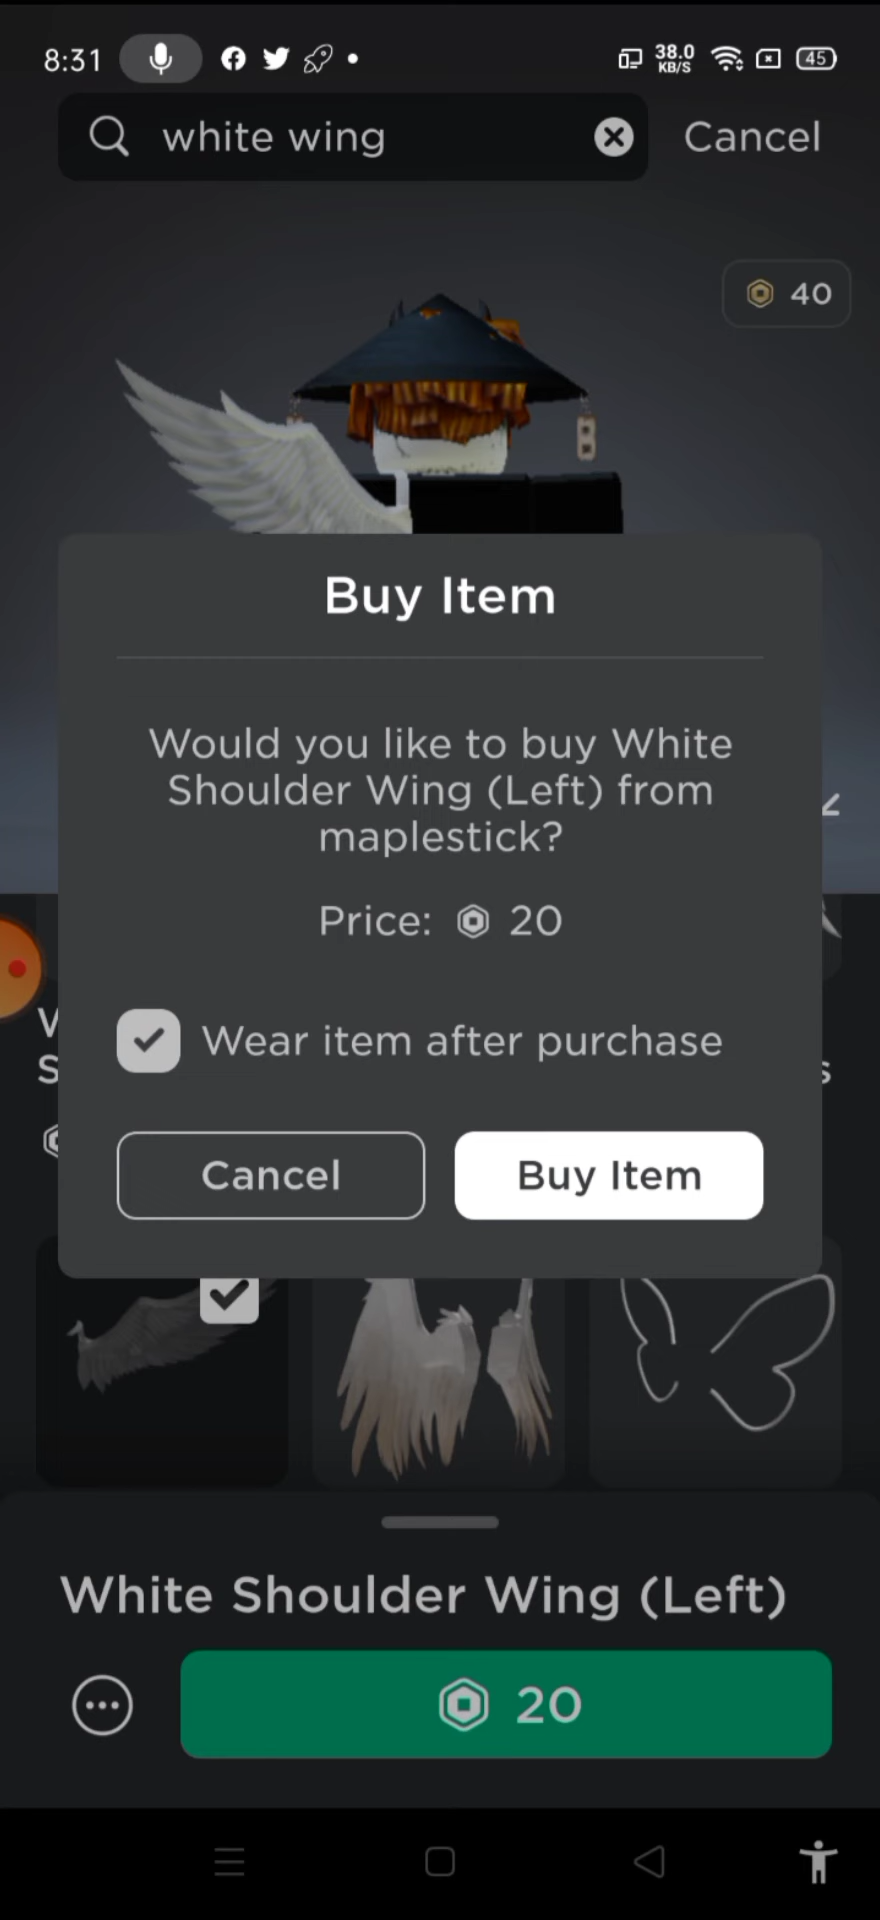 8:31
38.0
KB/S
45
white wing
Cancel
40
Buy Item
Would you like to buy White
Shoulder Wing (Left) from
maplestick?
Price: 20
Wear item after purchase
Cancel
Buy Item
White Shoulder Wing (Left)
20